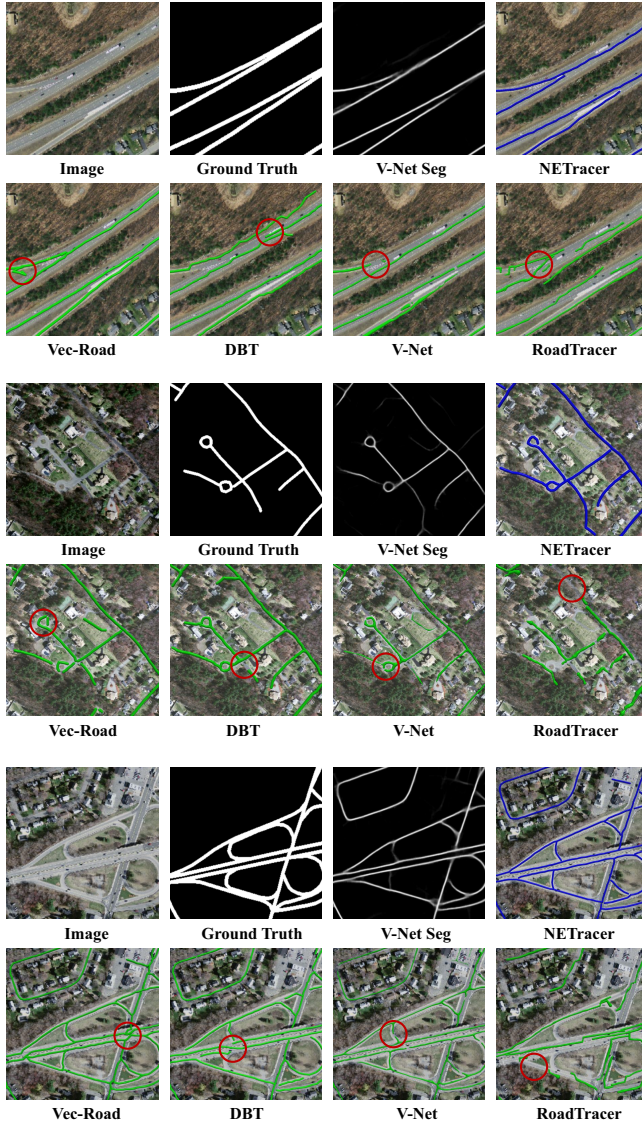 Image Ground Truth V-Net Seg NETracer
Vec-Road DBT V-Net RoadTracer
Image Ground Truth V-Net Seg NETracer
Vec-Road DBT V-Net RoadTracer
Image Ground Truth V-Net Seg NETracer
Vec-Road DBT V-Net RoadTracer